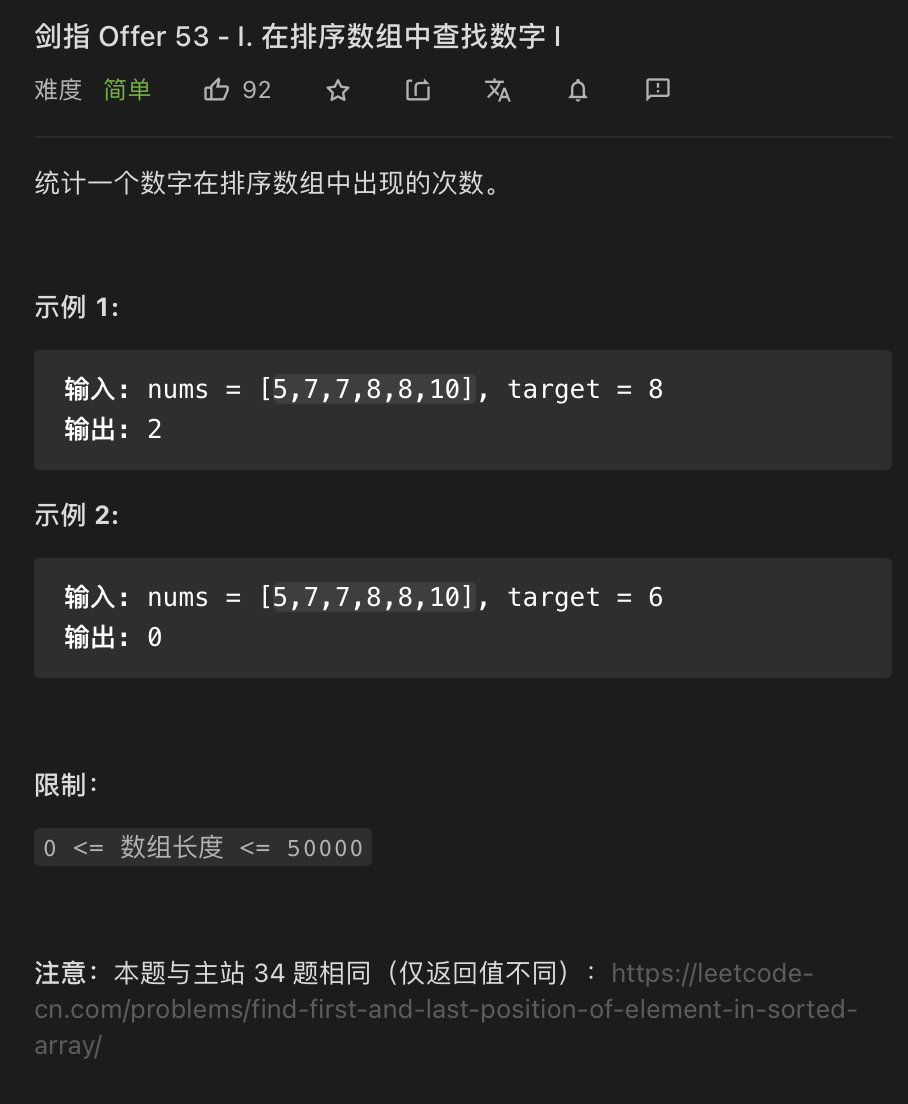 剑指 Offer 53 - I. 在排序数组中查找数字 I
难度 简单 92
统计一个数字在排序数组中出现的次数。
示例 1:
输入: nums = [5,7,7,8,8,10], target = 8
输出: 2
示例 2:
输入: nums = [5,7,7,8,8,10], target = 6
输出: 0
限制：
0 <= 数组长度 <= 50000
注意：本题与主站 34 题相同（仅返回值不同）：https://leetcode-
cn.com/problems/find-first-and-last-position-of-element-in-sorted-
array/